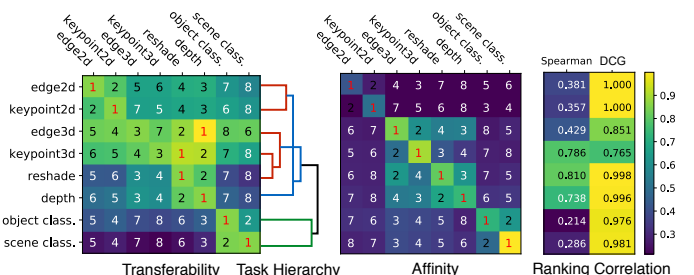 edge2d keypoint2d edge3d keypoint3d reshade depth object class. scene class.
edge2d keypoint2d edge3d keypoint3d reshade depth object class. scene class.
Spearman DCG
edge2d 1 2 5 6 4 3 7 8 1 2 4 3 7 8 5 6 0.381 1.000 0.9
keypoint2d 2 1 7 5 4 3 6 8 2 1 7 5 8 6 3 4 0.357 1.000 0.8
edge3d 5 4 3 7 2 1 8 6 6 7 1 2 4 3 8 5 0.429 0.851 0.7
keypoint3d 6 5 4 3 1 2 7 8 5 6 2 1 3 4 7 8 0.786 0.765 0.6
reshade 5 6 3 4 1 2 7 8 6 8 2 4 1 3 7 5 0.810 0.998 0.5
depth 5 6 3 4 2 1 7 8 7 8 4 3 2 1 6 5 0.738 0.996 0.4
object class. 5 4 7 8 6 3 1 2 7 6 3 4 8 5 1 2 0.214 0.976 0.3
scene class. 5 4 7 8 6 3 2 1 8 7 3 4 5 6 2 1 0.286 0.981
Transferability Task Hierarchy Affinity Ranking Correlation